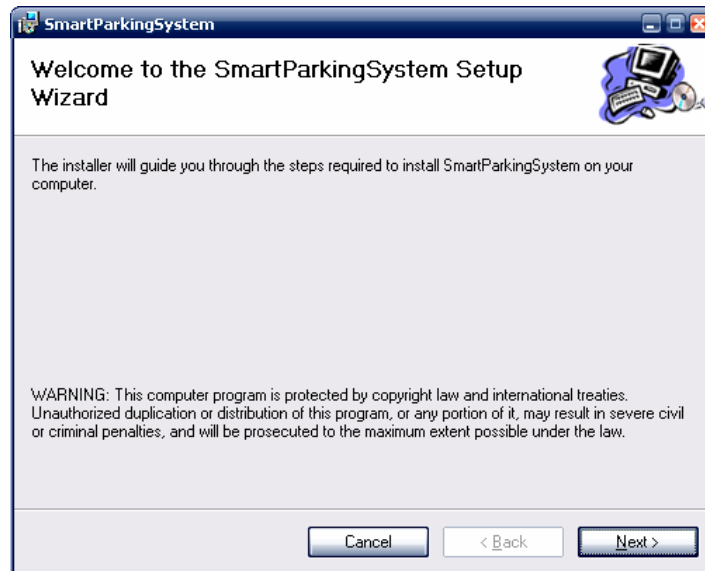 SmartParkingSystem
Welcome to the SmartParkingSystem Setup
Wizard
The installer will guide you through the steps required to install SmartParkingSystem on your
computer.
WARNING: This computer program is protected by copyright law and international treaties.
Unauthorized duplication or distribution of this program, or any portion of it, may result in severe civil
or criminal penalties, and will be prosecuted to the maximum extent possible under the law.
Cancel
< Back
Next >